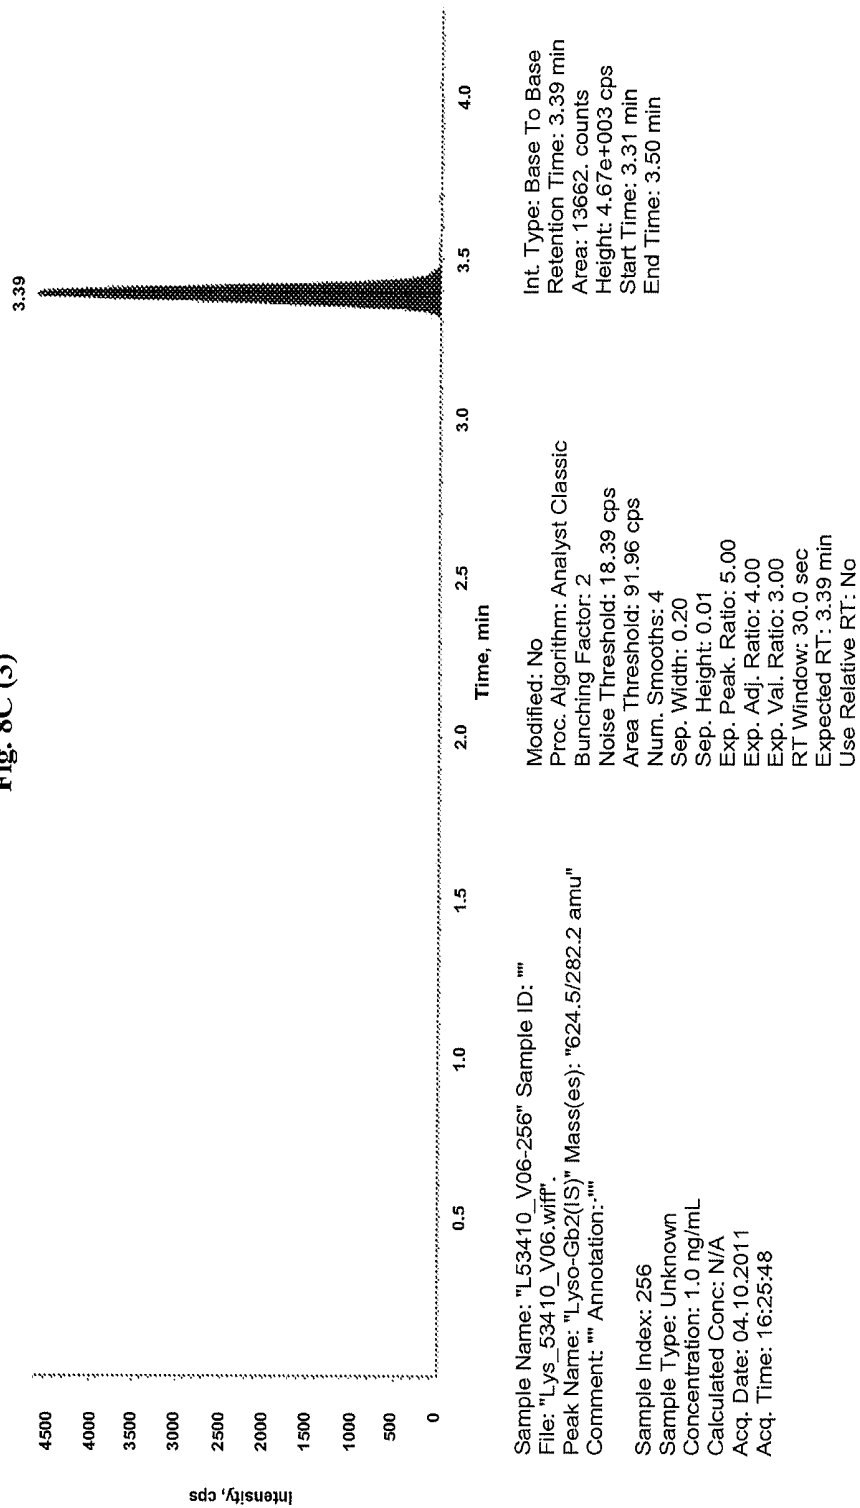 Fig. 8C (3)
3.39
Intensity, cps
4500
4000
3500
3000
2500
2000
1500
1000
500
0
0.5
1.0
1.5
2.0
2.5
3.0
3.5
4.0
Time, min
Sample Name: "L53410_V06-256" Sample ID: ""
File: "Lys_53410_V06.wiff".
Peak Name: "Lyso-Gb2(IS)" Mass(es): "624.5/282.2 amu"
Comment: "" Annotation:-""
Sample Index: 256
Sample Type: Unknown
Concentration: 1.0 ng/mL
Calculated Conc: N/A
Acq. Date: 04.10.2011
Acq. Time: 16:25:48
Modified: No
Proc. Algorithm: Analyst Classic
Bunching Factor: 2
Noise Threshold: 18.39 cps
Area Threshold: 91.96 cps
Num. Smooths: 4
Sep. Width: 0.20
Sep. Height: 0.01
Exp. Peak. Ratio: 5.00
Exp. Adj. Ratio: 4.00
Exp. Val. Ratio: 3.00
RT Window: 30.0 sec
Expected RT: 3.39 min
Use Relative RT: No
Int. Type: Base To Base
Retention Time: 3.39 min
Area: 13662. counts
Height: 4.67e+003 cps
Start Time: 3.31 min
End Time: 3.50 min